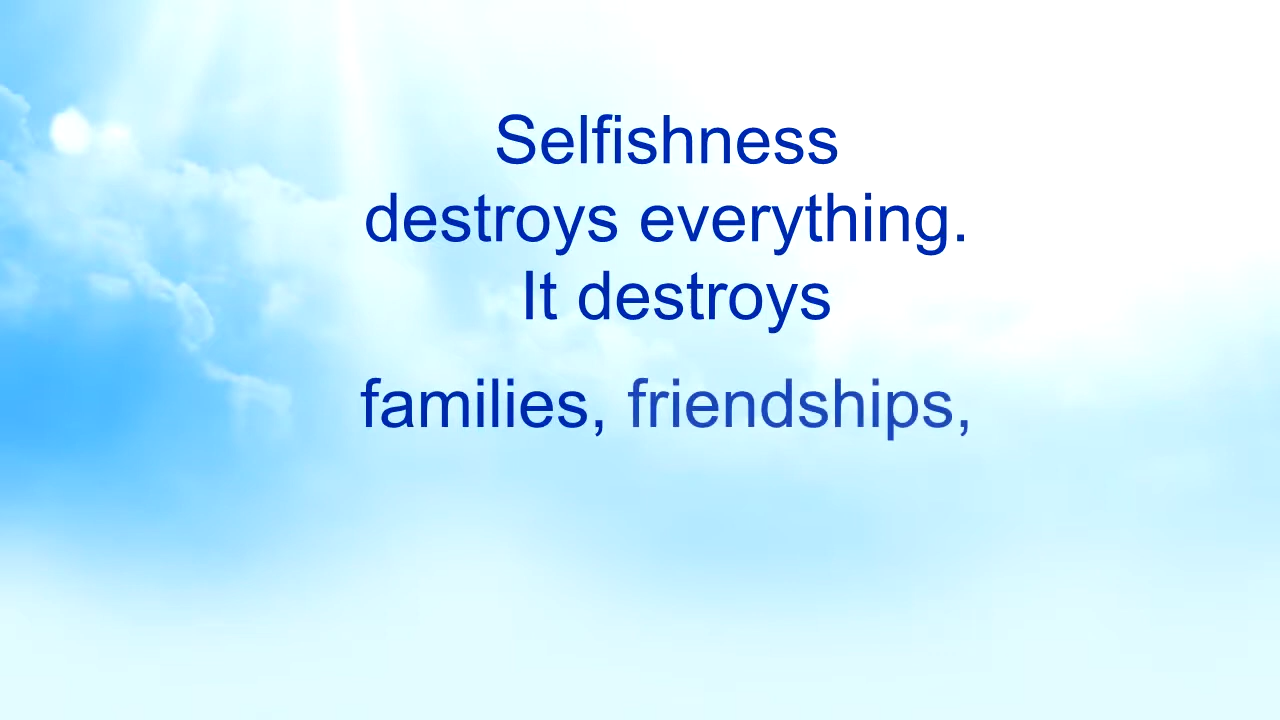 Selfishness
destroys everything.
It destroys
families, friendships,